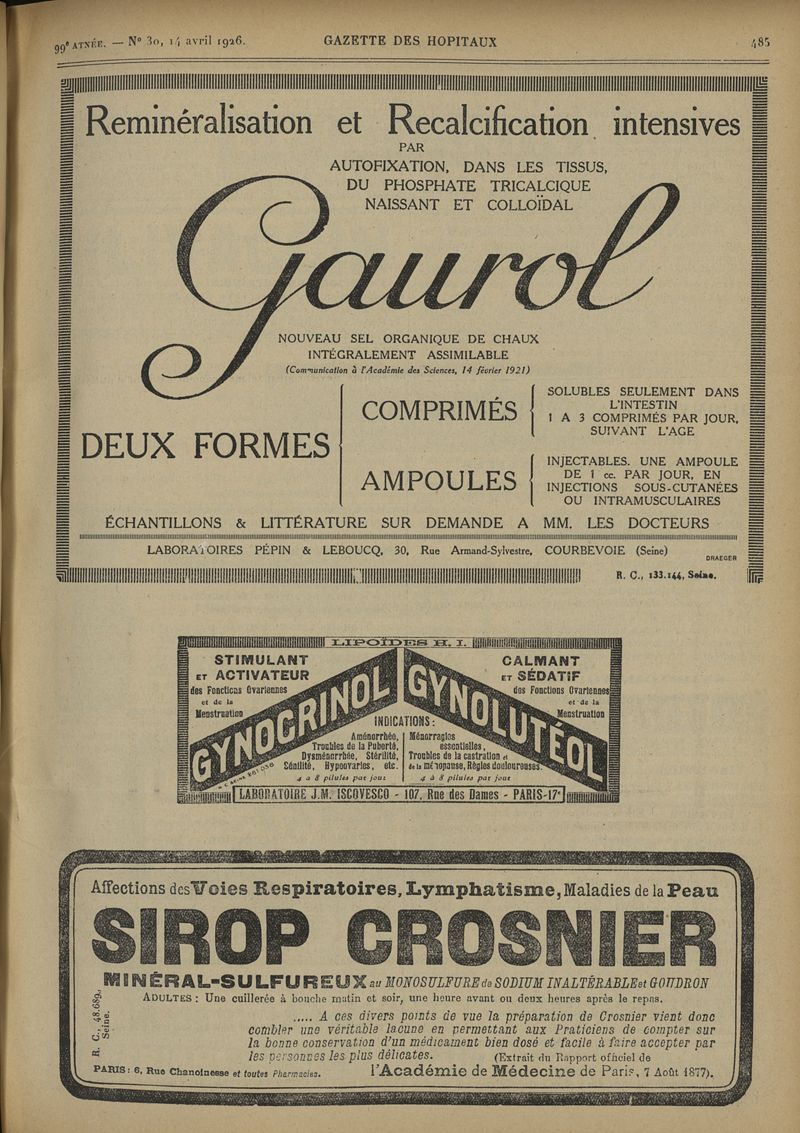 99e ATNÉE. — No 30, 14 avril 1926. GAZETTE DES HOPITAUX 485
Reminéralisation et Recalcification intensives
PAR
AUTOFIXATION, DANS LES TISSUS,
DU PHOSPHATE TRICALCIQUE
NAISSANT ET COLLOÏDAL
Gaurol
NOUVEAU SEL ORGANIQUE DE CHAUX
INTÉGRALEMENT ASSIMILABLE
(Communication à l'Académie des Sciences, 14 février 1921)
DEUX FORMES
COMPRIMÉS
SOLUBLES SEULEMENT DANS
L'INTESTIN
1 A 3 COMPRIMÉS PAR JOUR,
SUIVANT L'AGE
AMPOULES
INJECTABLES. UNE AMPOULE
DE 1 cc. PAR JOUR, EN
INJECTIONS SOUS-CUTANÉES
OU INTRAMUSCULAIRES
ÉCHANTILLONS & LITTÉRATURE SUR DEMANDE A MM. LES DOCTEURS
LABORATOIRES PÉPIN & LEBOUCQ, 30, Rue Armand-Sylvestre, COURBEVOIE (Seine)
DRAEGER
R. C., 133.144, Seine.
LIPOÏDES H. I.
STIMULANT
ET ACTIVATEUR
des Fonctions Ovariennes
et de la
Menstruation
GYNOCRINOL
CALMANT
ET SÉDATIF
des Fonctions Ovariennes
et de la
Menstruation
GYNOLUTÉOL
INDICATIONS:
Aménorrhée,
Troubles de la Puberté,
Dysménorrhée, Stérilité,
Sénilité, Hypovaries, etc.
4 à 8 pilules par jour
Ménorragies
essentielles,
Troubles de la castration et
de la ménopause, Règles douloureuses.
4 à 8 pilules par jour
LABORATOIRE J.M. ISCOVESCO - 107, Rue des Dames - PARIS-17e
Affections des Voies Respiratoires, Lymphatisme, Maladies de la Peau
SIROP CROSNIER
MINÉRAL-SULFUREUX au MONOSULFURE de SODIUM INALTÉRABLE et GOUDRON
ADULTES : Une cuillerée à bouche matin et soir, une heure avant ou deux heures après le repas.
..... A ces divers points de vue la préparation de Crosnier vient donc
combler une véritable lacune en permettant aux Praticiens de compter sur
la bonne conservation d'un médicament bien dosé et facile à faire accepter par
les personnes les plus délicates. (Extrait du Rapport officiel de
l'Académie de Médecine de Paris, 7 Août 1877).
R. C., 48.689,
Seine.
PARIS : 6, Rue Chanoinesse et toutes Pharmacies.